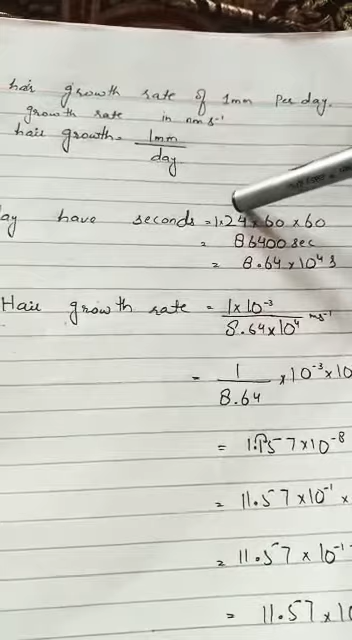 hair growth rate of 1mm per day.
growth rate in nm s⁻¹
hair growth = 1mm / day
ay have seconds = 1×24×60×60
= 86400 sec
= 8.64×10⁴ s
Hair growth rate = 1×10⁻³ / 8.64×10⁴ ms⁻¹
= 1 / 8.64 ×10⁻³×10
= 1.157×10⁻⁸
= 11.57×10⁻¹ ×
= 11.57 × 10⁻¹
= 11.57 × 10